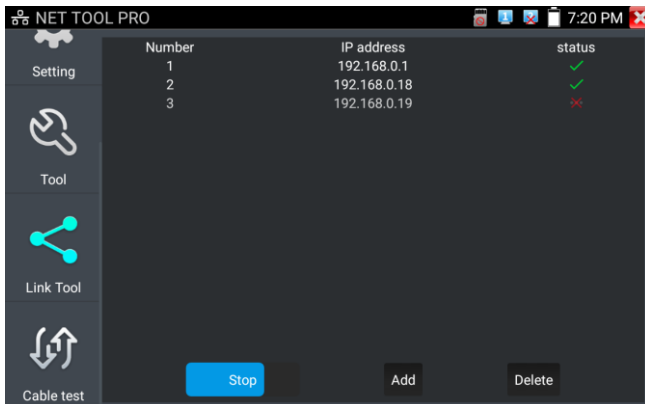 NET TOOL PRO
7:20 PM
Setting
Tool
Link Tool
Cable test
Number IP address status
1 192.168.0.1
2 192.168.0.18
3 192.168.0.19
Stop Add Delete